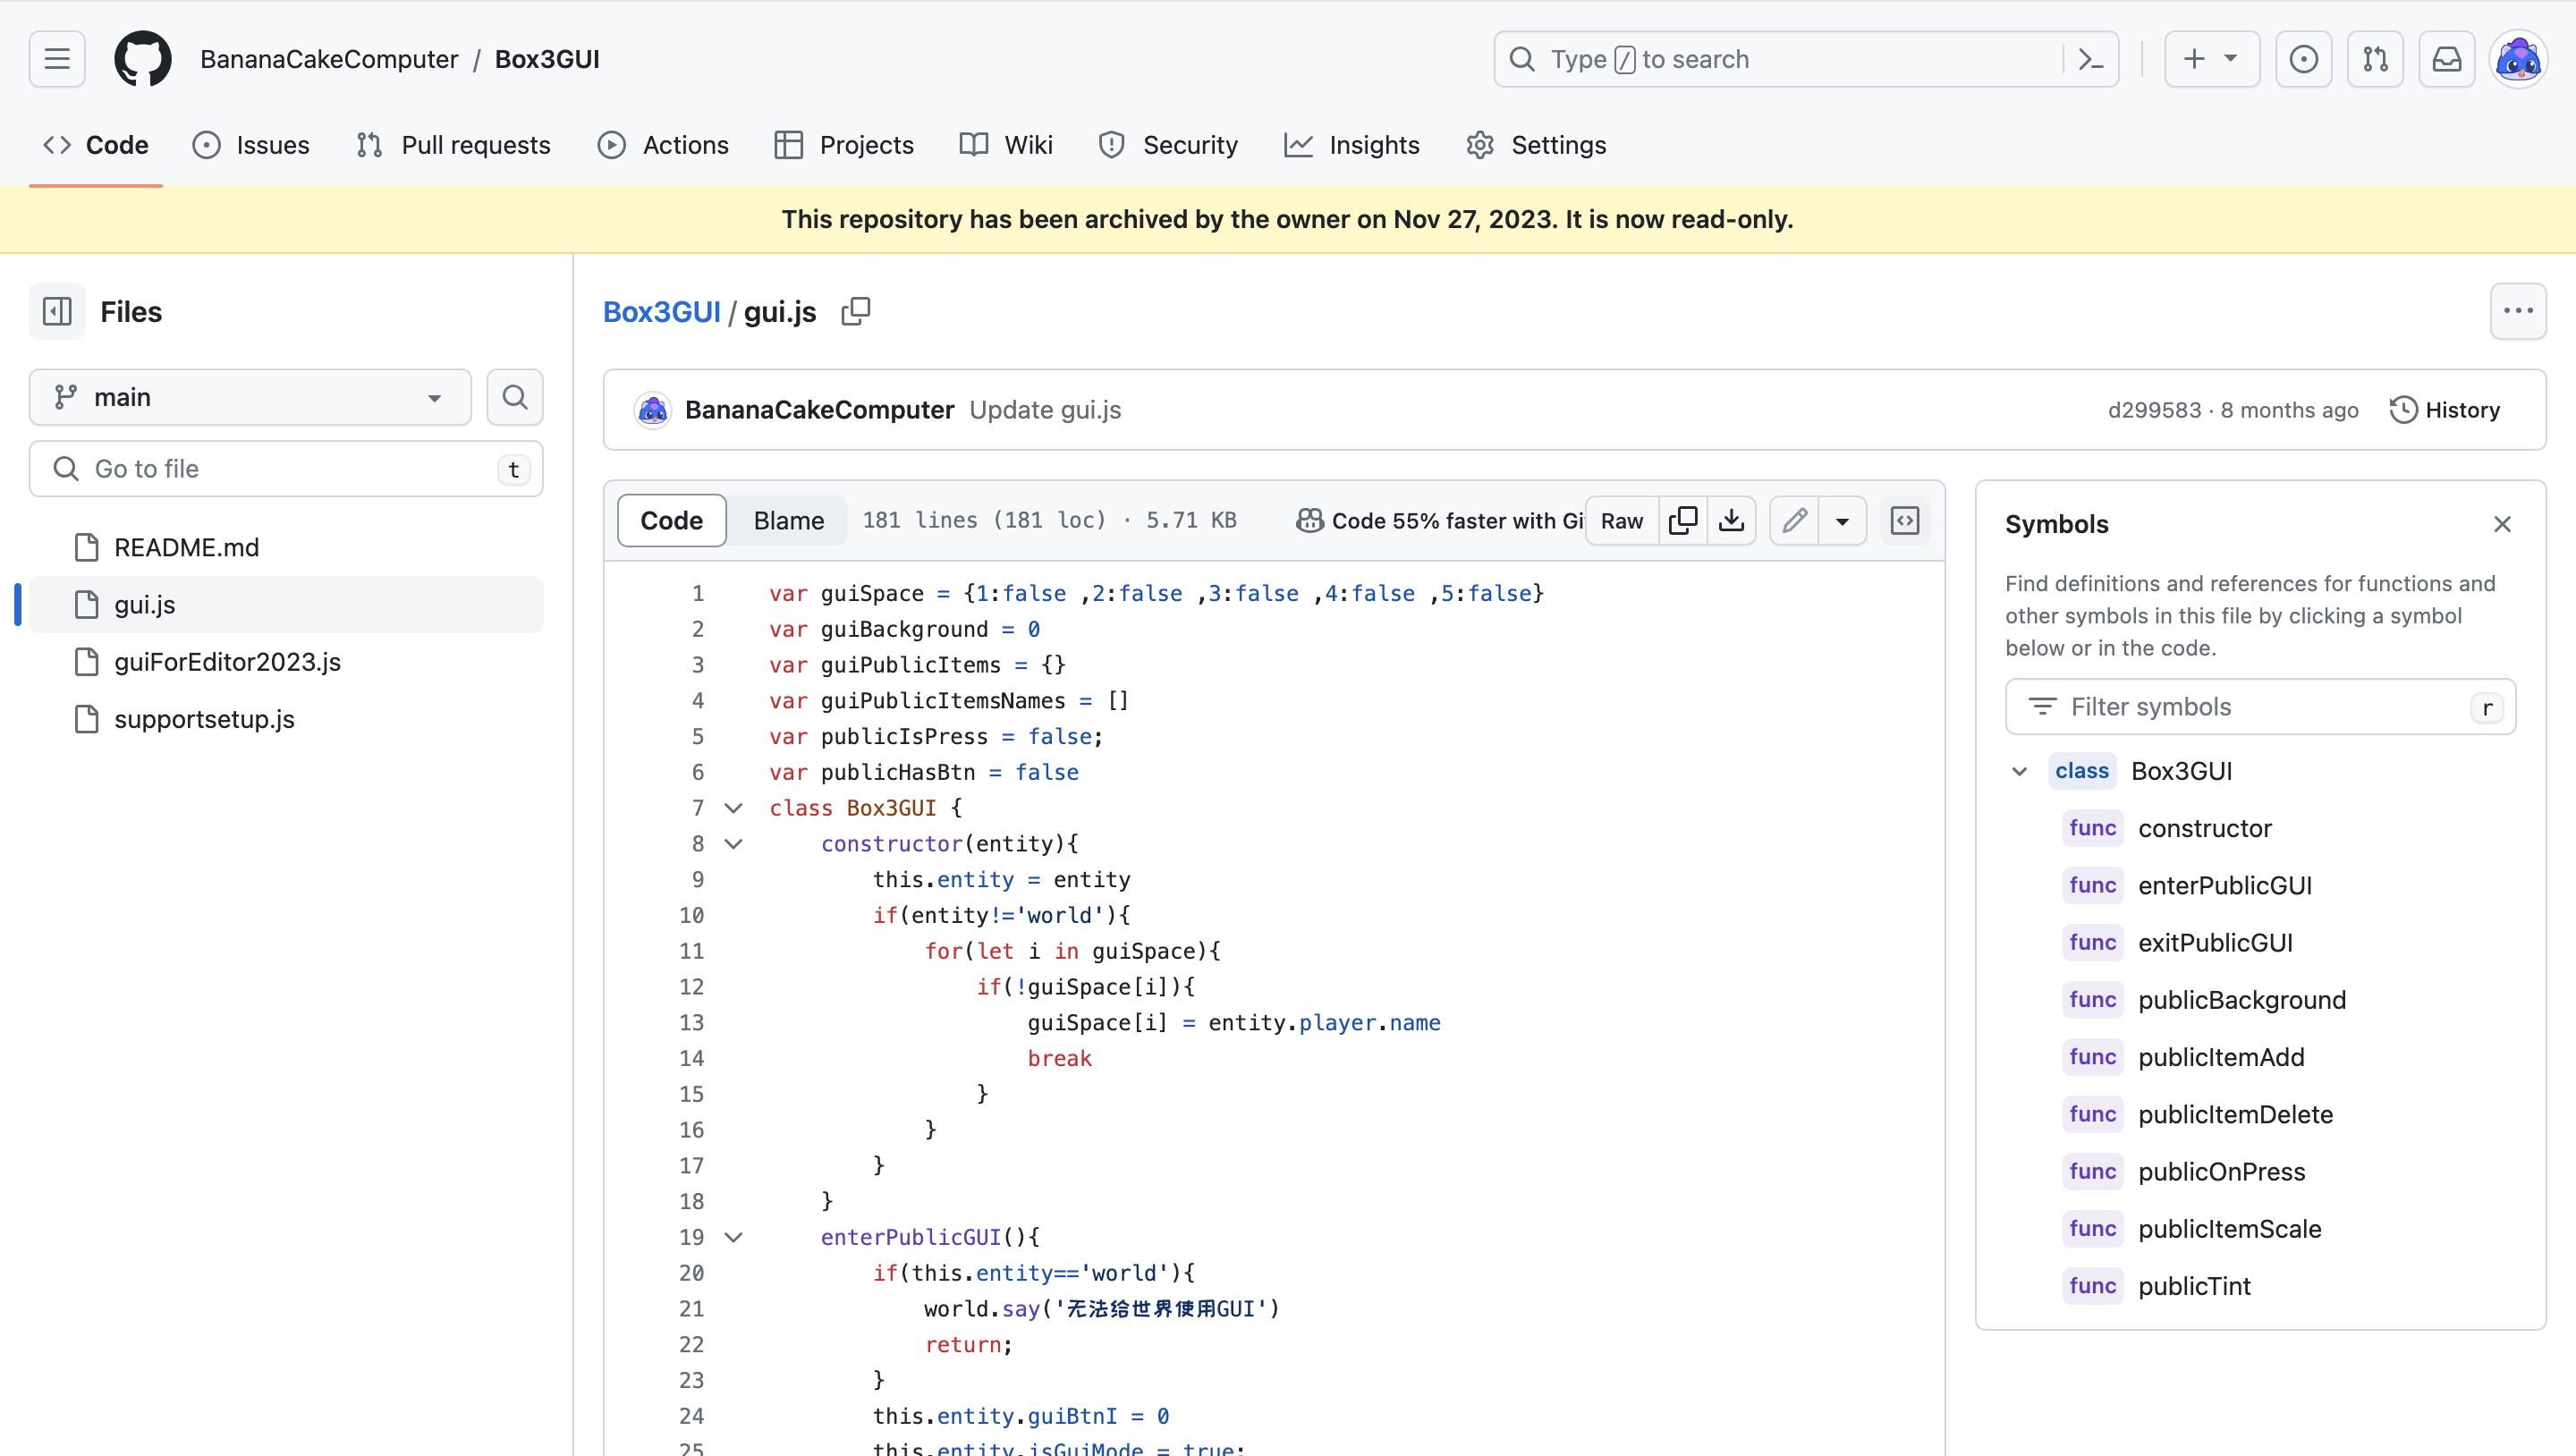 BananaCakeComputer / Box3GUI
Type / to search
Code
Issues
Pull requests
Actions
Projects
Wiki
Security
Insights
Settings
This repository has been archived by the owner on Nov 27, 2023. It is now read-only.
Files
main
Go to file
t
README.md
gui.js
guiForEditor2023.js
supportsetup.js
Box3GUI / gui.js
BananaCakeComputer Update gui.js
d299583 · 8 months ago
History
Code
Blame
181 lines (181 loc) · 5.71 KB
Code 55% faster with Gi
Raw
1 var guiSpace = {1:false ,2:false ,3:false ,4:false ,5:false}
2 var guiBackground = 0
3 var guiPublicItems = {}
4 var guiPublicItemsNames = []
5 var publicIsPress = false;
6 var publicHasBtn = false
7 class Box3GUI {
8 constructor(entity){
9 this.entity = entity
10 if(entity!='world'){
11 for(let i in guiSpace){
12 if(!guiSpace[i]){
13 guiSpace[i] = entity.player.name
14 break
15 }
16 }
17 }
18 }
19 enterPublicGUI(){
20 if(this.entity=='world'){
21 world.say('无法给世界使用GUI')
22 return;
23 }
24 this.entity.guiBtnI = 0
25 this.entity.isGuiMode = true;
Symbols
Find definitions and references for functions and
other symbols in this file by clicking a symbol
below or in the code.
Filter symbols
r
class Box3GUI
func constructor
func enterPublicGUI
func exitPublicGUI
func publicBackground
func publicItemAdd
func publicItemDelete
func publicOnPress
func publicItemScale
func publicTint